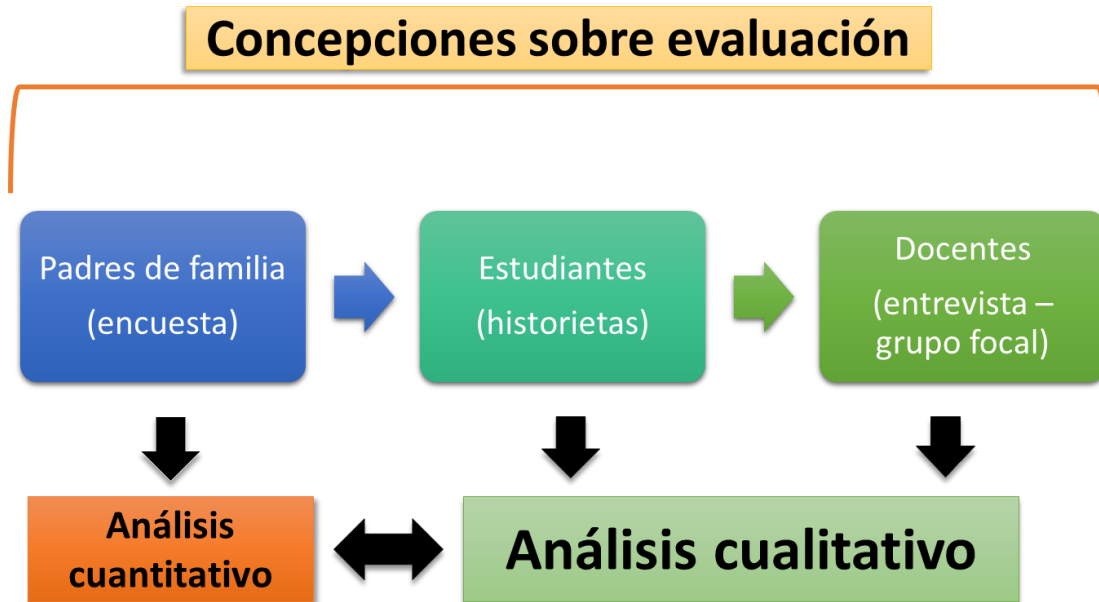 Concepciones sobre evaluación
Padres de familia
(encuesta)
Estudiantes
(historietas)
Docentes
(entrevista –
grupo focal)
Análisis
cuantitativo
Análisis cualitativo